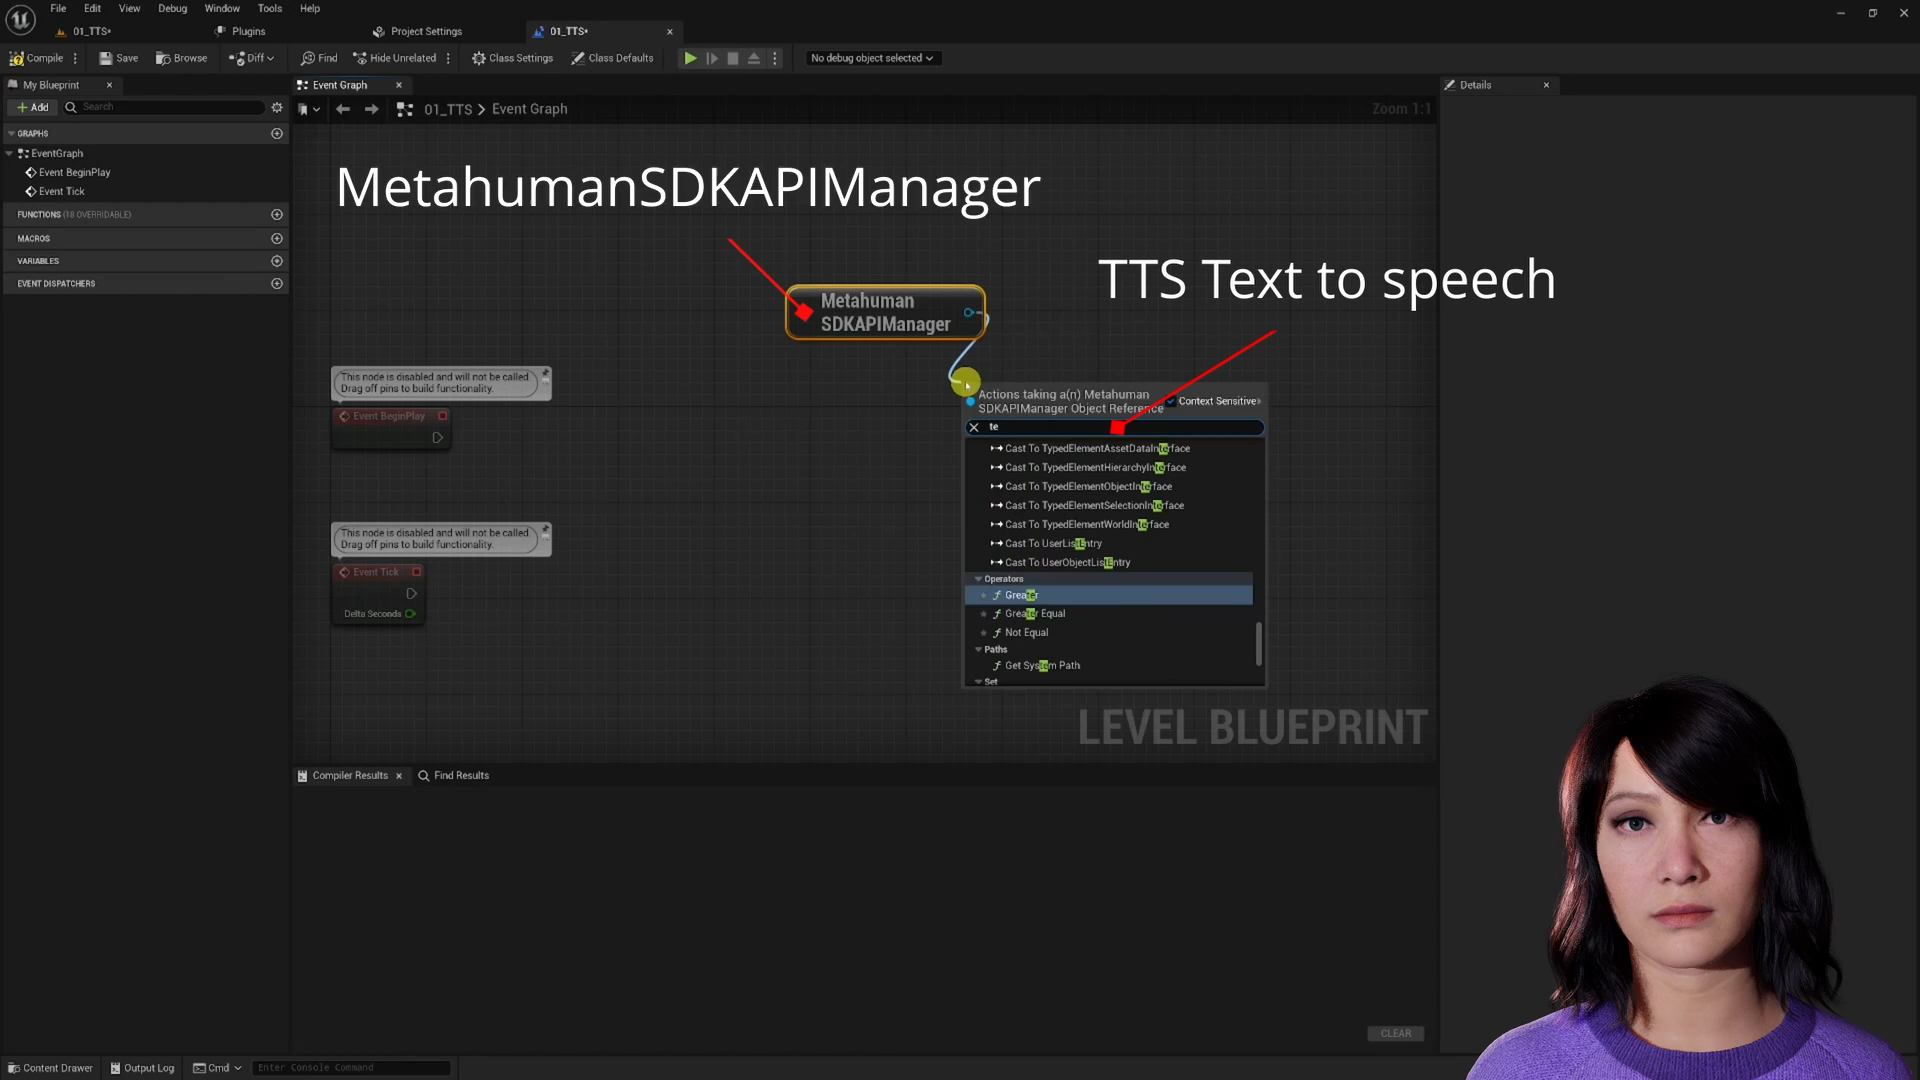 File Edit View Debug Window Tools Help
01_TTS* Plugins Project Settings 01_TTS*
Compile Save Browse Diff Find Hide Unrelated Class Settings Class Defaults No debug object selected
My Blueprint
Event Graph
Details
Add Search
01_TTS > Event Graph
Zoom 1:1
GRAPHS
EventGraph
Event BeginPlay
Event Tick
FUNCTIONS (18 OVERRIDABLE)
MACROS
VARIABLES
EVENT DISPATCHERS
MetahumanSDKAPIManager
TTS Text to speech
Metahuman
SDKAPIManager
This node is disabled and will not be called.
Drag off pins to build functionality.
Event BeginPlay
This node is disabled and will not be called.
Drag off pins to build functionality.
Event Tick
Delta Seconds
Actions taking a(n) Metahuman
SDKAPIManager Object Reference
Context Sensitive
te
Cast To TypedElementAssetDataInterface
Cast To TypedElementHierarchyInterface
Cast To TypedElementObjectInterface
Cast To TypedElementSelectionInterface
Cast To TypedElementWorldInterface
Cast To UserListEntry
Cast To UserObjectListEntry
Operators
Greater
Greater Equal
Not Equal
Paths
Get System Path
Set
LEVEL BLUEPRINT
Compiler Results Find Results
CLEAR
Content Drawer Output Log Cmd Enter Console Command